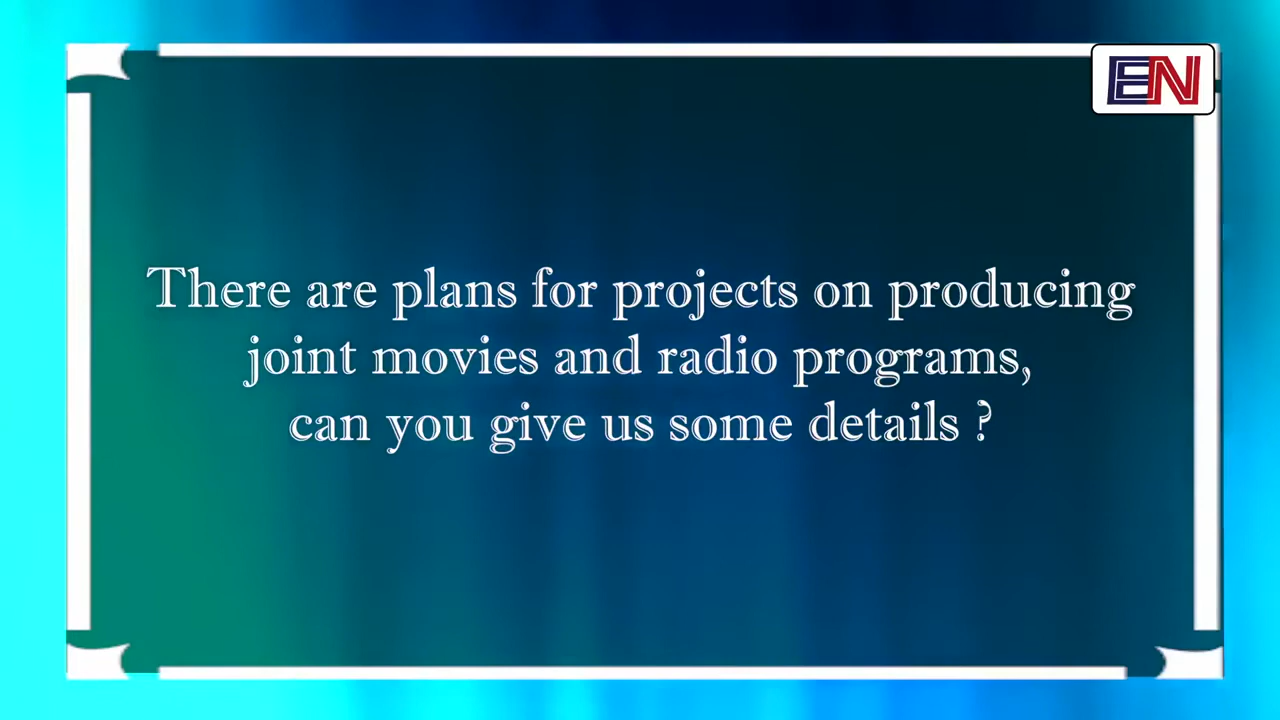 EN
There are plans for projects on producing
joint movies and radio programs,
can you give us some details ?